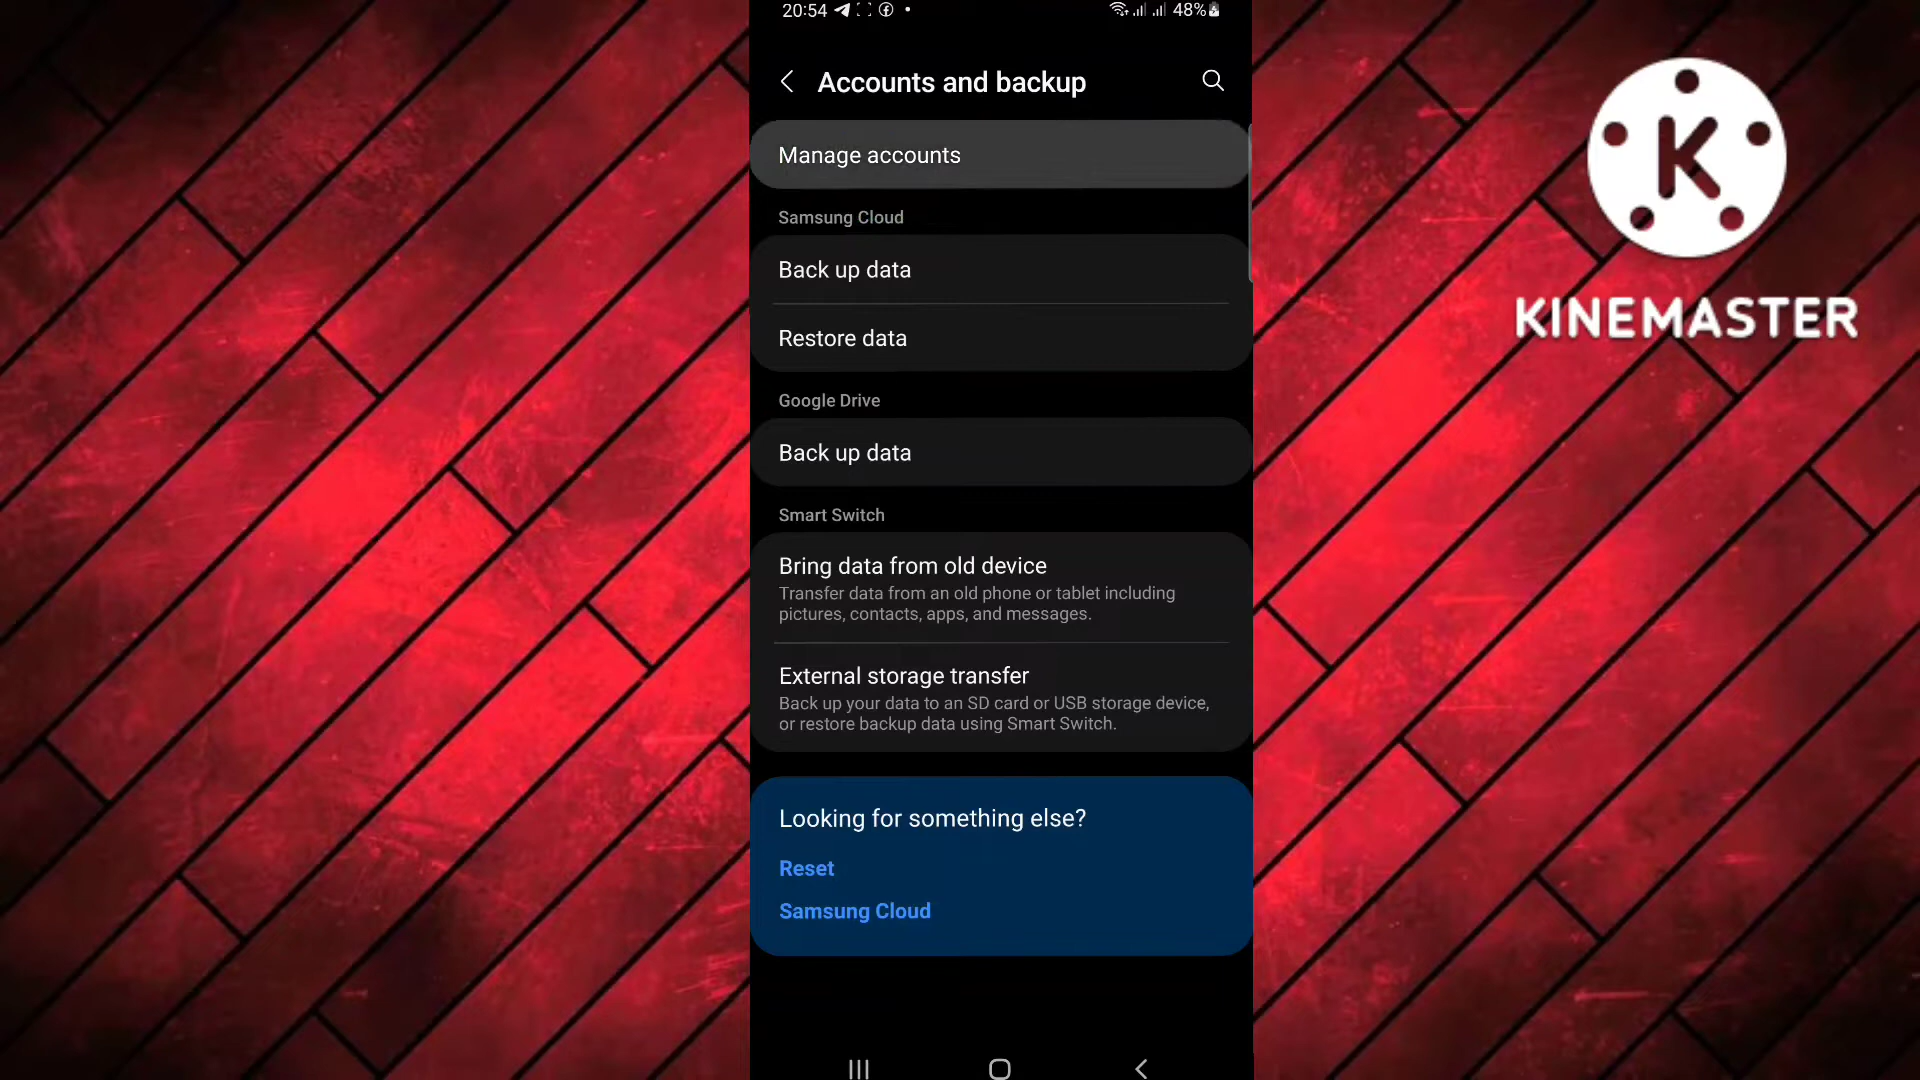 20:54
48%
Accounts and backup
Manage accounts
Samsung Cloud
Back up data
Restore data
Google Drive
Back up data
Smart Switch
Bring data from old device
Transfer data from an old phone or tablet including
pictures, contacts, apps, and messages.
External storage transfer
Back up your data to an SD card or USB storage device,
or restore backup data using Smart Switch.
Looking for something else?
Reset
Samsung Cloud
K
KINEMASTER